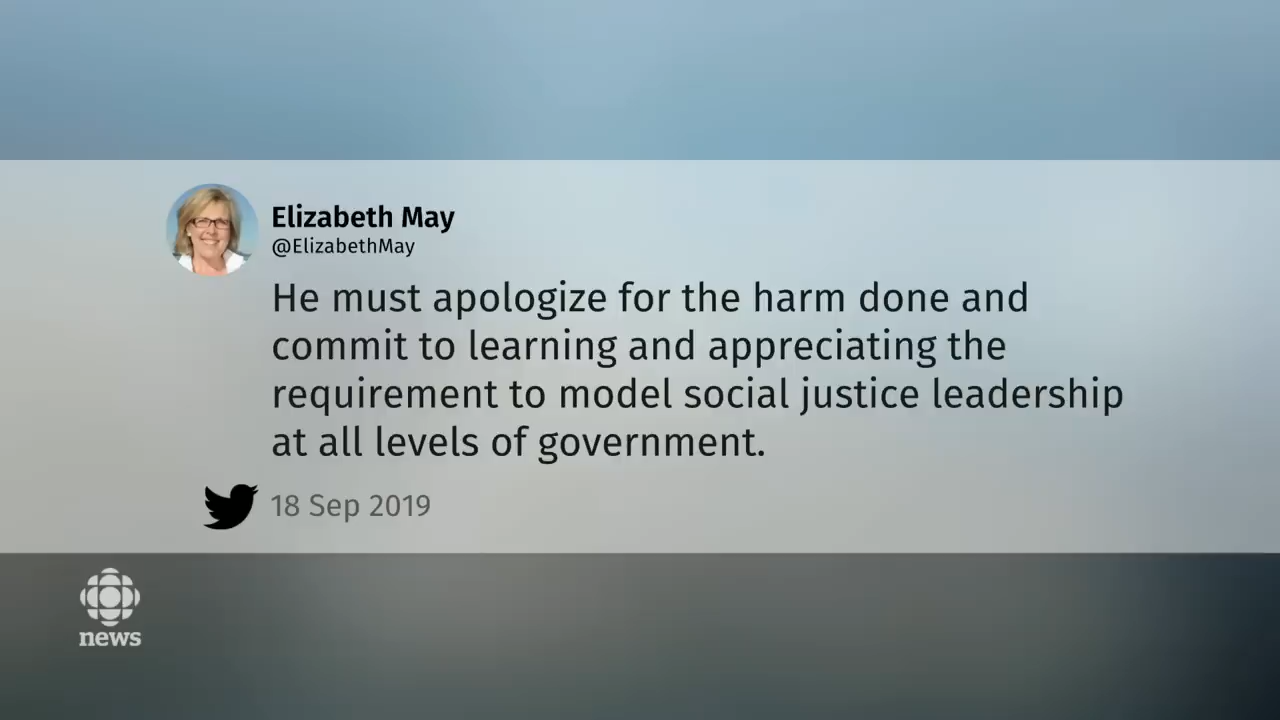 Elizabeth May
@ElizabethMay
He must apologize for the harm done and
commit to learning and appreciating the
requirement to model social justice leadership
at all levels of government.
18 Sep 2019
news